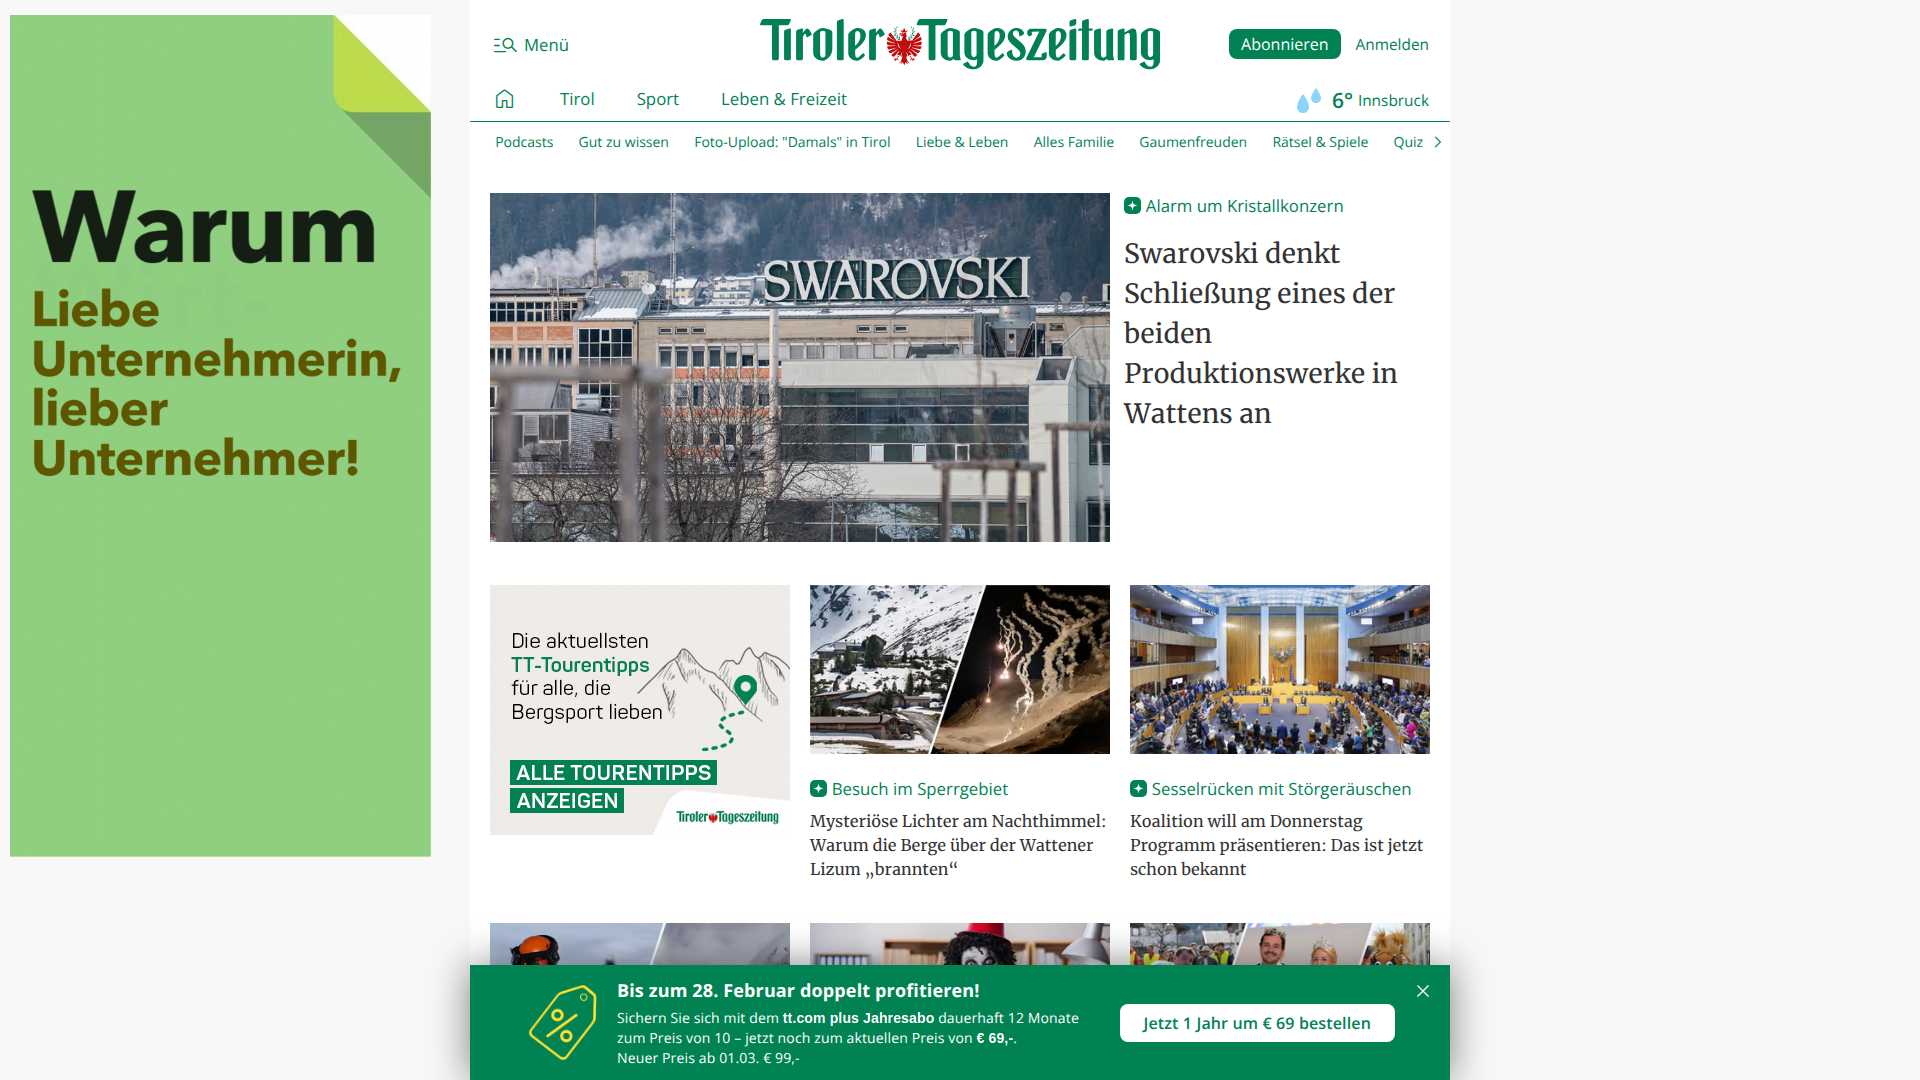 Warum
Liebe
Unternehmerin,
lieber
Unternehmer!
Menü
Tiroler Tageszeitung
Abonnieren
Anmelden
Tirol
Sport
Leben & Freizeit
6° Innsbruck
Podcasts
Gut zu wissen
Foto-Upload: "Damals" in Tirol
Liebe & Leben
Alles Familie
Gaumenfreuden
Rätsel & Spiele
Quiz
SWAROVSKI
Alarm um Kristallkonzern
Swarovski denkt
Schließung eines der
beiden
Produktionswerke in
Wattens an
Die aktuellsten
TT-Tourentipps
für alle, die
Bergsport lieben
ALLE TOURENTIPPS
ANZEIGEN
Tiroler Tageszeitung
Besuch im Sperrgebiet
Mysteriöse Lichter am Nachthimmel:
Warum die Berge über der Wattener
Lizum „brannten“
Sesselrücken mit Störgeräuschen
Koalition will am Donnerstag
Programm präsentieren: Das ist jetzt
schon bekannt
Bis zum 28. Februar doppelt profitieren!
Sichern Sie sich mit dem tt.com plus Jahresabo dauerhaft 12 Monate
zum Preis von 10 – jetzt noch zum aktuellen Preis von € 69,-.
Neuer Preis ab 01.03. € 99,-
Jetzt 1 Jahr um € 69 bestellen